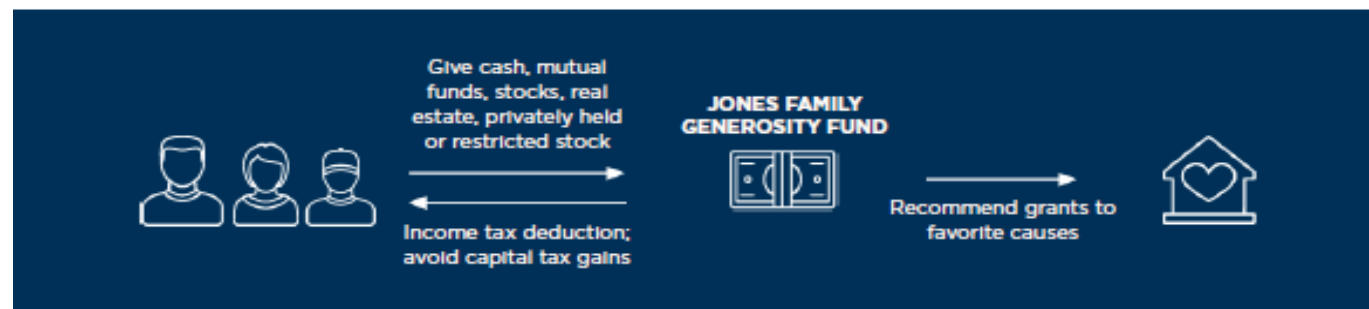 Give cash, mutual
funds, stocks, real
estate, privately held
or restricted stock
Income tax deduction;
avoid capital tax gains
JONES FAMILY
GENEROSITY FUND
Recommend grants to
favorite causes